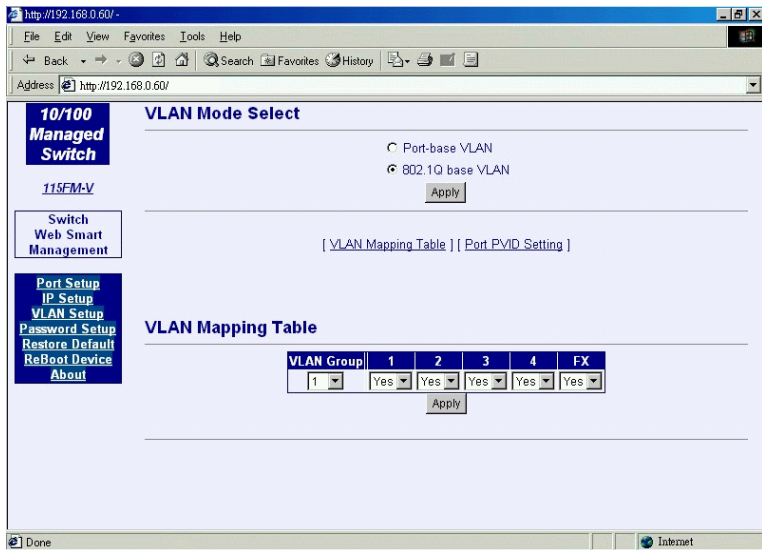 http://192.168.0.60/ -
File Edit View Favorites Tools Help
Back Search Favorites History
Address http://192.168.0.60/
10/100
Managed
Switch
115FM-V
Switch
Web Smart
Management
Port Setup
IP Setup
VLAN Setup
Password Setup
Restore Default
ReBoot Device
About
VLAN Mode Select
Port-base VLAN
802.1Q base VLAN
Apply
[ VLAN Mapping Table ] [ Port PVID Setting ]
VLAN Mapping Table
VLAN Group 1 2 3 4 FX
1 Yes Yes Yes Yes Yes
Apply
Done Internet